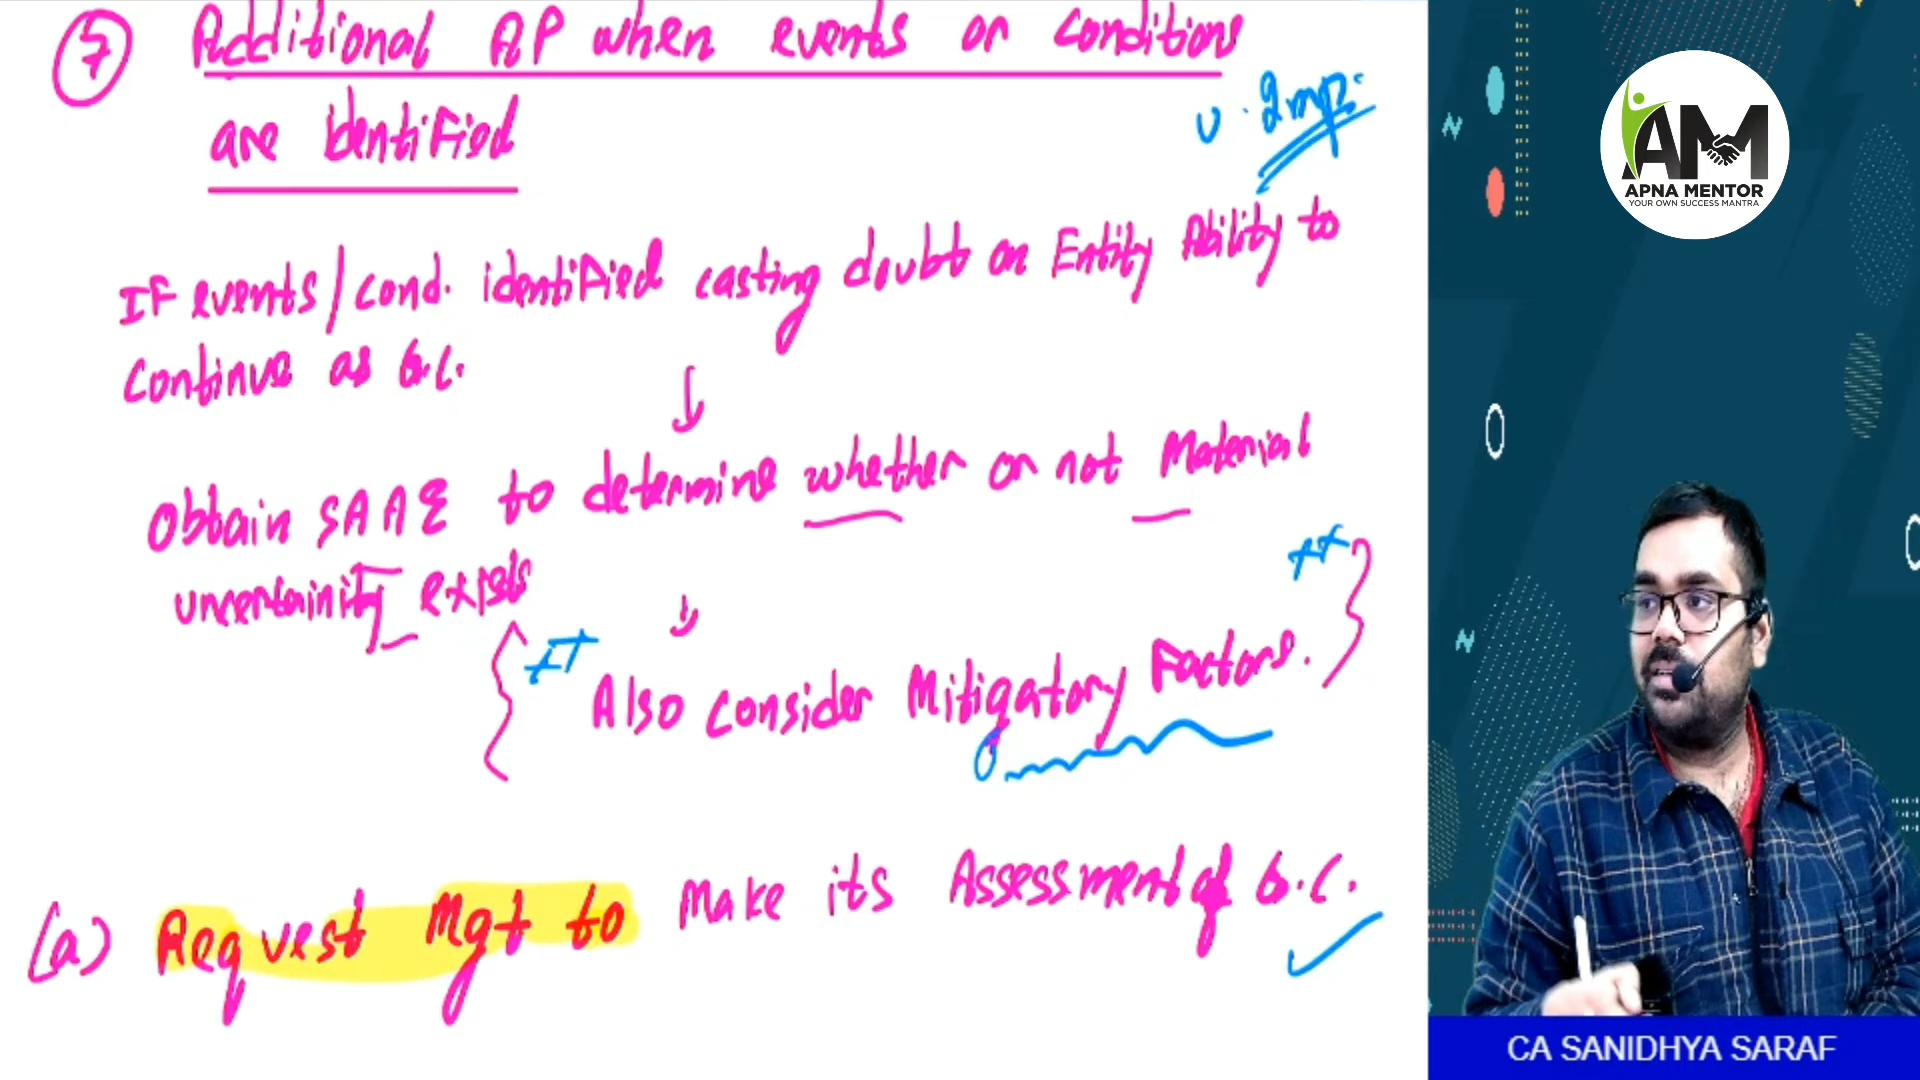 (7) Additional AP when events or conditions
are identified
V. Imp.
If events/cond. identified casting doubt on Entity Ability to
continue as G.C.
↓
Obtain SAAE to determine whether or not Material
uncertainity exists
↓
Also consider Mitigatory Factors.
(a) Request Mgt to Make its Assessment of G.C.
AM
APNA MENTOR
YOUR OWN SUCCESS MANTRA
CA SANIDHYA SARAF